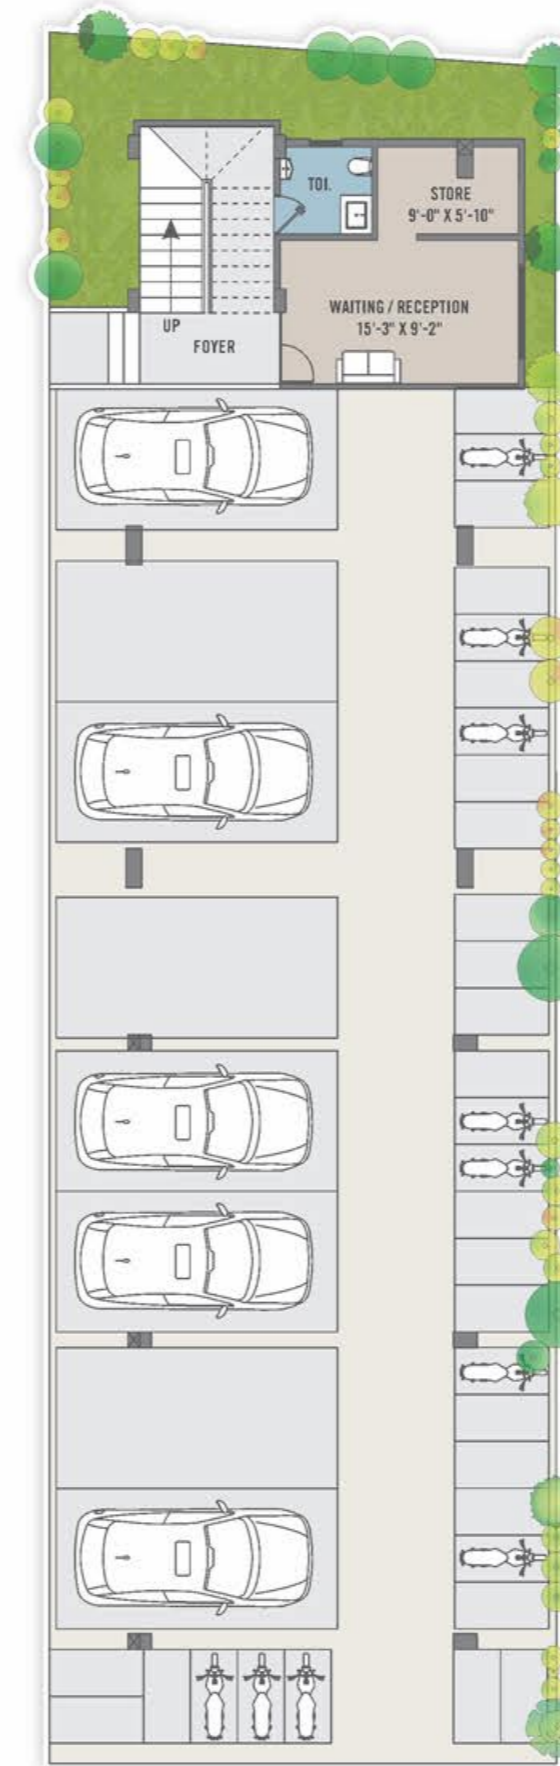 TOI.
STORE
9'-0" X 5'-10"
WAITING / RECEPTION
15'-3" X 9'-2"
UP
FOYER